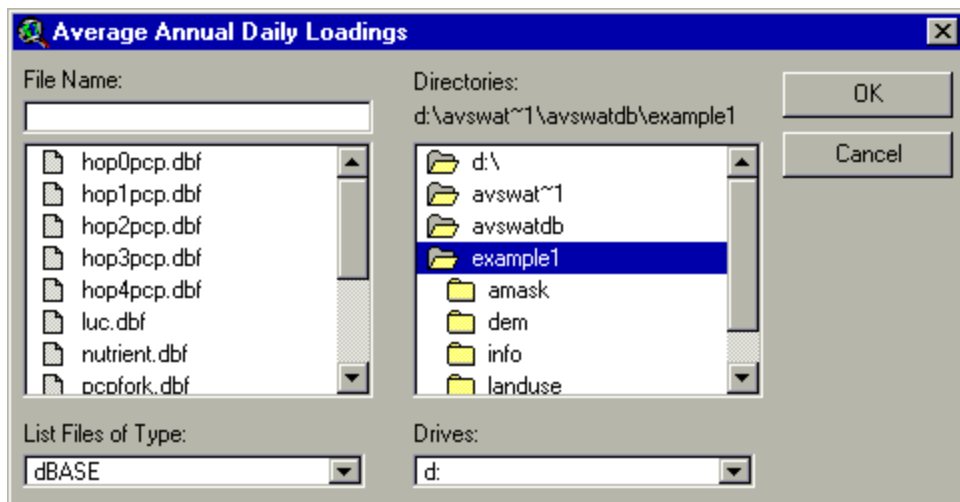 Average Annual Daily Loadings
File Name:
hop0pcp.dbf
hop1pcp.dbf
hop2pcp.dbf
hop3pcp.dbf
hop4pcp.dbf
luc.dbf
nutrient.dbf
pcpfork.dbf
List Files of Type:
dBASE
Directories:
d:\avswat~1\avswatdb\example1
d:\
avswat~1
avswatdb
example1
amask
dem
info
landuse
Drives:
d:
OK
Cancel